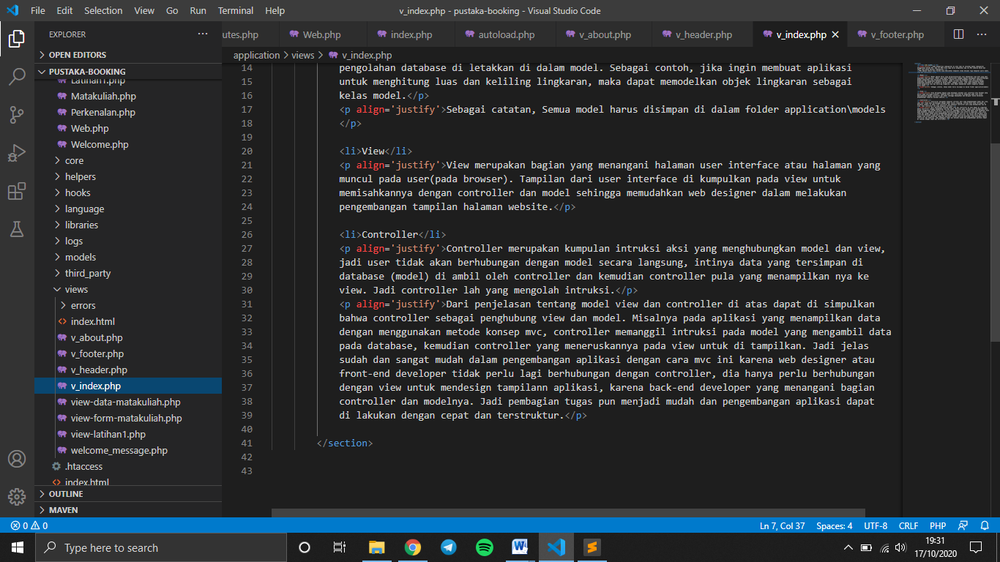 File Edit Selection View Go Run Terminal Help v_index.php - pustaka-booking - Visual Studio Code
EXPLORER ···
OPEN EDITORS
PUSTAKA-BOOKING
Latihan1.php
Matakuliah.php
Perkenalan.php
Web.php
Welcome.php
core
helpers
hooks
language
libraries
logs
models
third_party
views
errors
index.html
v_about.php
v_footer.php
v_header.php
v_index.php
view-data-matakuliah.php
view-form-matakuliah.php
view-latihan1.php
welcome_message.php
.htaccess
index.html
OUTLINE
MAVEN
utes.php Web.php index.php autoload.php v_about.php v_header.php v_index.php v_footer.php ···
application > views > v_index.php
14 pengolahan database di letakkan di dalam model. Sebagai contoh, jika ingin membuat aplikasi
15 untuk menghitung luas dan keliling lingkaran, maka dapat memodelkan objek lingkaran sebagai
16 kelas model.</p>
17 <p align='justify'>Sebagai catatan, Semua model harus disimpan di dalam folder application\models
18 </p>
19
20 <li>View</li>
21 <p align='justify'>View merupakan bagian yang menangani halaman user interface atau halaman yang
22 muncul pada user(pada browser). Tampilan dari user interface di kumpulkan pada view untuk
23 memisahkannya dengan controller dan model sehingga memudahkan web designer dalam melakukan
24 pengembangan tampilan halaman website.</p>
25
26 <li>Controller</li>
27 <p align='justify'>Controller merupakan kumpulan intruksi aksi yang menghubungkan model dan view,
28 jadi user tidak akan berhubungan dengan model secara langsung, intinya data yang tersimpan di
29 database (model) di ambil oleh controller dan kemudian controller pula yang menampilkan nya ke
30 view. Jadi controller lah yang mengolah intruksi.</p>
31 <p align='justify'>Dari penjelasan tentang model view dan controller di atas dapat di simpulkan
32 bahwa controller sebagai penghubung view dan model. Misalnya pada aplikasi yang menampilkan data
33 dengan menggunakan metode konsep mvc, controller memanggil intruksi pada model yang mengambil data
34 pada database, kemudian controller yang meneruskannya pada view untuk di tampilkan. Jadi jelas
35 sudah dan sangat mudah dalam pengembangan aplikasi dengan cara mvc ini karena web designer atau
36 front-end developer tidak perlu lagi berhubungan dengan controller, dia hanya perlu berhubungan
37 dengan view untuk mendesign tampilann aplikasi, karena back-end developer yang menangani bagian
38 controller dan modelnya. Jadi pembagian tugas pun menjadi mudah dan pengembangan aplikasi dapat
39 di lakukan dengan cepat dan terstruktur.</p>
40
41 </section>
42
43
0 0 Ln 7, Col 37 Spaces: 4 UTF-8 CRLF PHP
Type here to search
19:31
17/10/2020